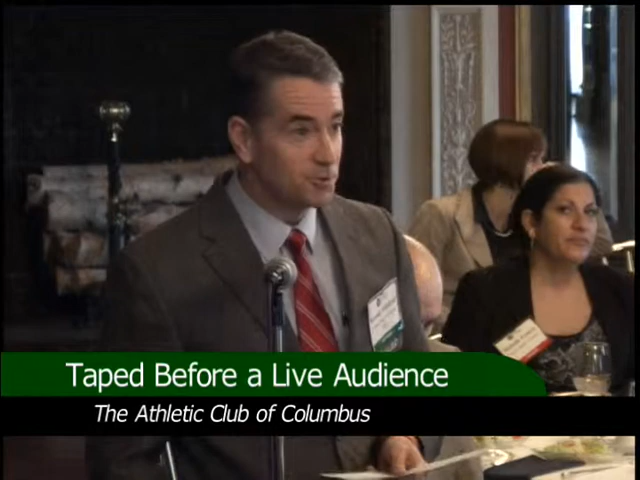 Taped Before a Live Audience
The Athletic Club of Columbus